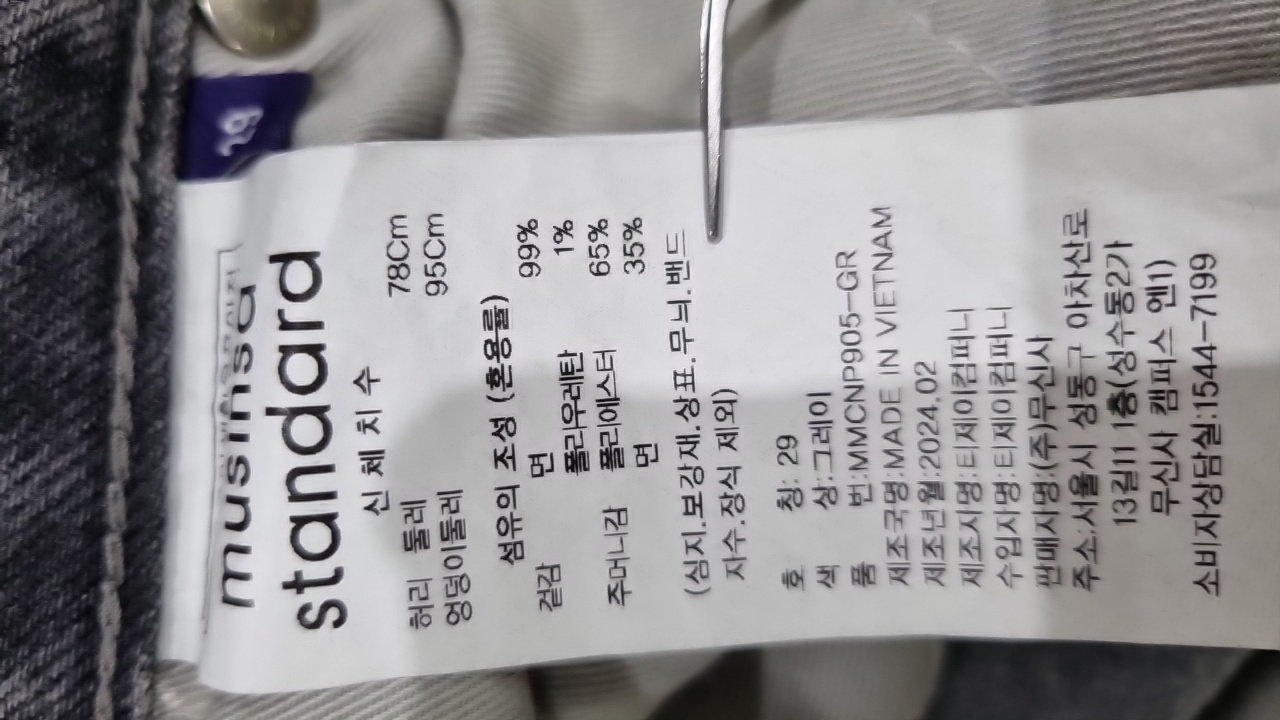 29
musinsa
standard
신 체 치 수
허리 둘레 78Cm
엉덩이둘레 95Cm
섬유의 조성 (혼용률)
겉감 면 99%
폴리우레탄 1%
주머니감 폴리에스터 65%
면 35%
(심지.보강재.상표.무늬.밴드
자수.장식 제외)
호 칭: 29
색 상:그레이
품 번:MMCNP905-GR
제조국명:MADE IN VIETNAM
제조년월:2024.02
제조자명:티제이컴퍼니
수입자명:티제이컴퍼니
판매자명:(주)무신사
주소:서울시 성동구 아차산로
13길11 1층(성수동2가
무신사 캠퍼스 엔1)
소비자상담실:1544-7199